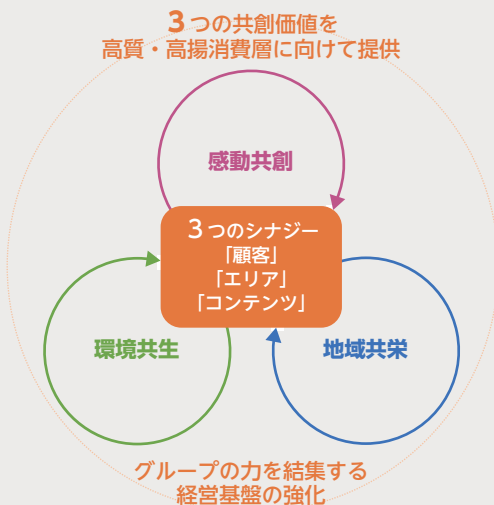 3つの共創価値を
高質・高揚消費層に向けて提供
感動共創
3つのシナジー
「顧客」
「エリア」
「コンテンツ」
環境共生
地域共栄
グループの力を結集する
経営基盤の強化